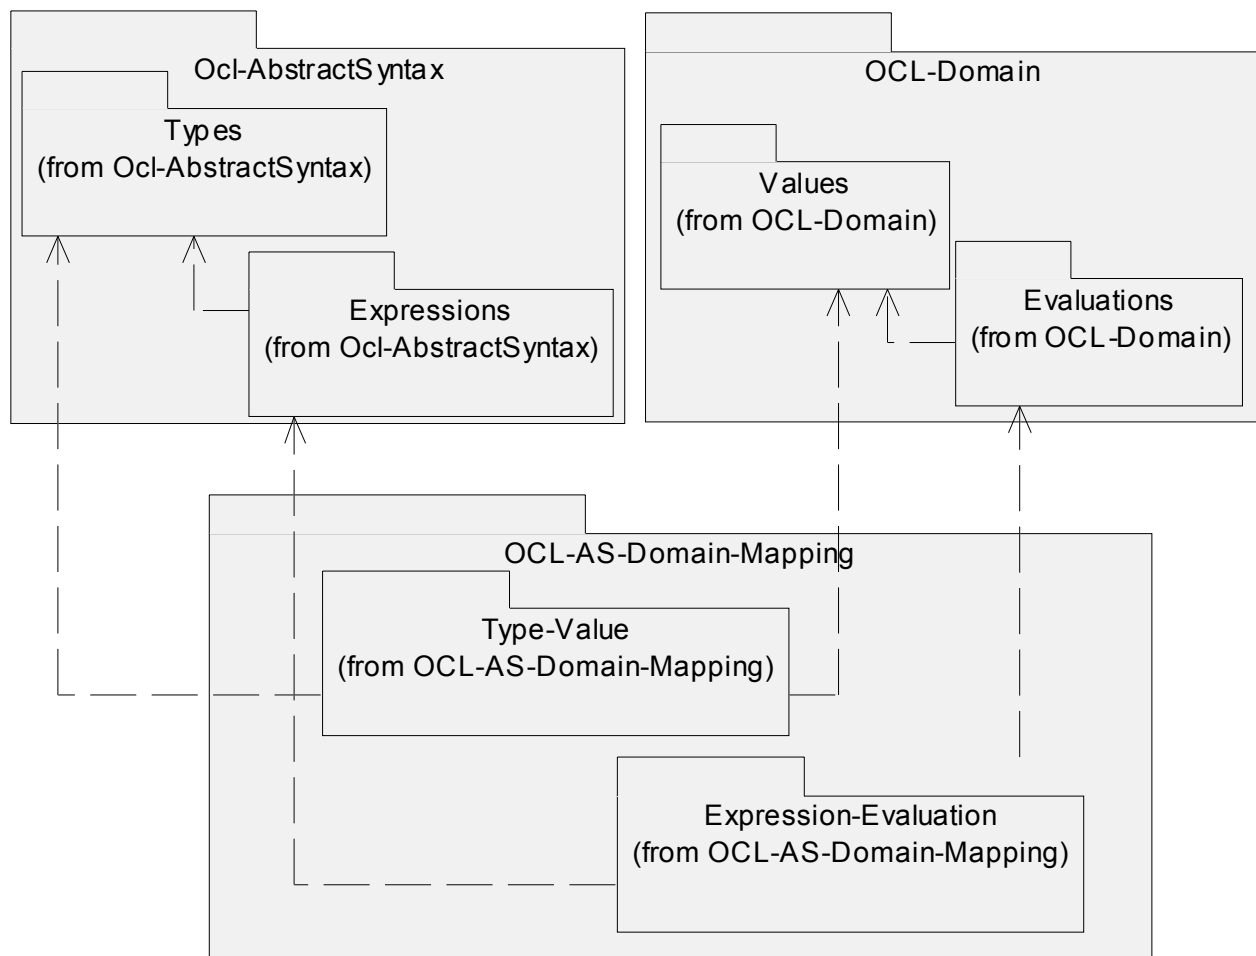 Ocl-AbstractSyntax
Types
(from Ocl-AbstractSyntax)
Expressions
(from Ocl-AbstractSyntax)
OCL-Domain
Values
(from OCL-Domain)
Evaluations
(from OCL-Domain)
OCL-AS-Domain-Mapping
Type-Value
(from OCL-AS-Domain-Mapping)
Expression-Evaluation
(from OCL-AS-Domain-Mapping)